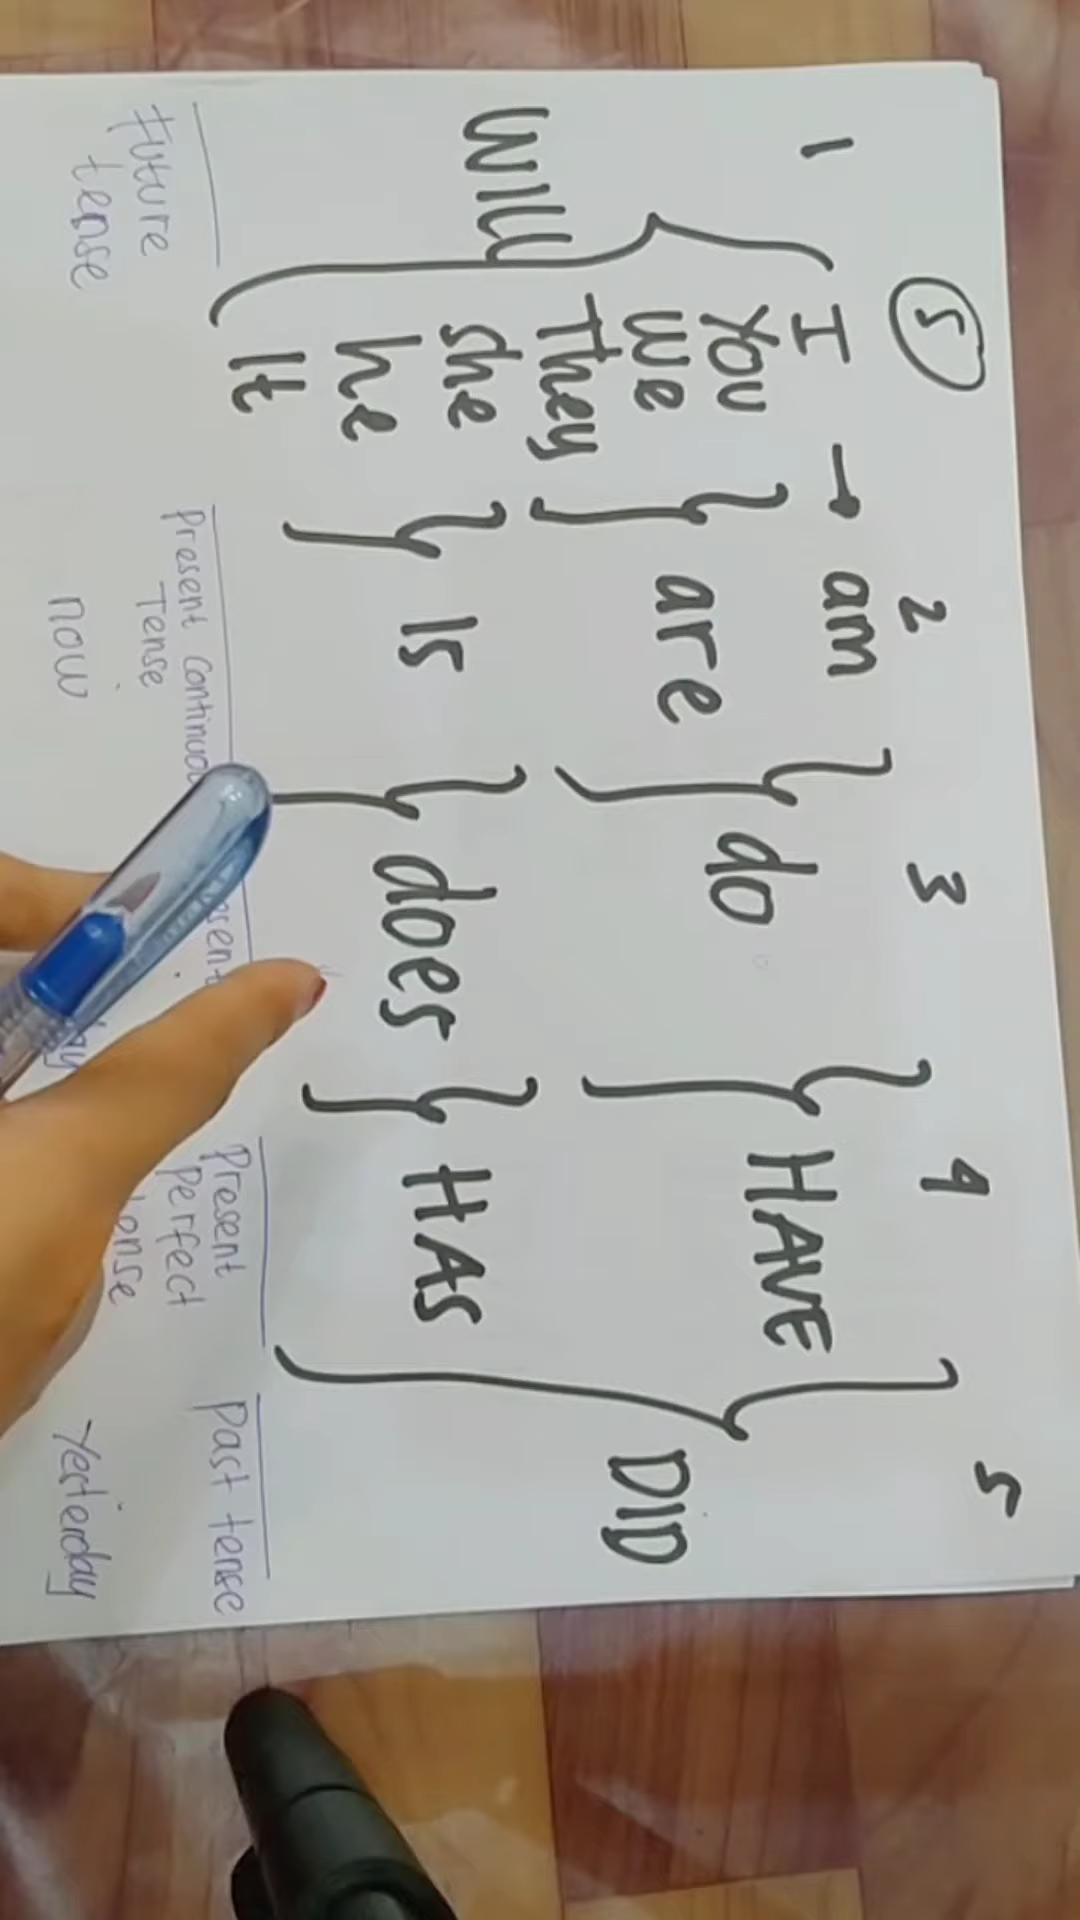 5
1
2
3
4
5
I → am
You
we
They
she
he
It
WILL
are
Is
do
does
HAVE
HAS
DID
Future
tense
Present Continuou
Tense
now
Present
Perfect
Past tense
Yesterday